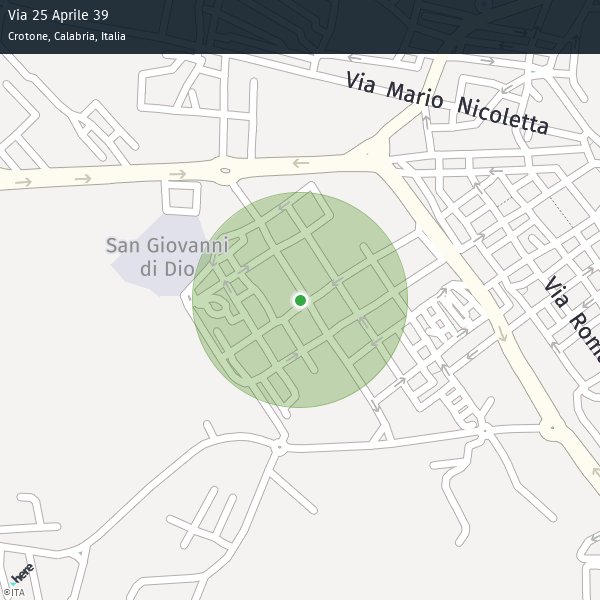 Via 25 Aprile 39
Crotone, Calabria, Italia
Via Mario Nicoletta
San Giovanni
di Dio
Via Roma
here
©ITA